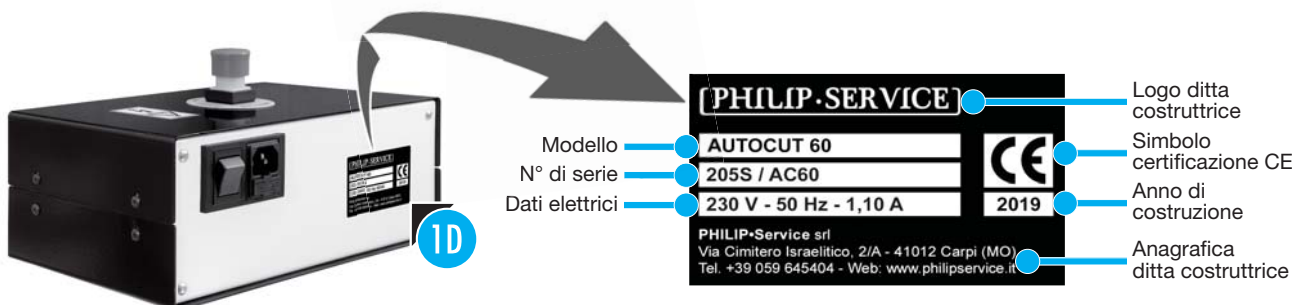 PHILIP·SERVICE
AUTOCUT 60
205S / AC60
230 V - 50 Hz - 1,10 A
CE
2019
PHILIP•Service srl
Via Cimitero Israelitico, 2/A - 41012 Carpi (MO)
Tel. +39 059 645404 - Web: www.philipservice.it
Modello
N° di serie
Dati elettrici
Logo ditta
costruttrice
Simbolo
certificazione CE
Anno di
costruzione
Anagrafica
ditta costruttrice
1D
PHILIP·SERVICE